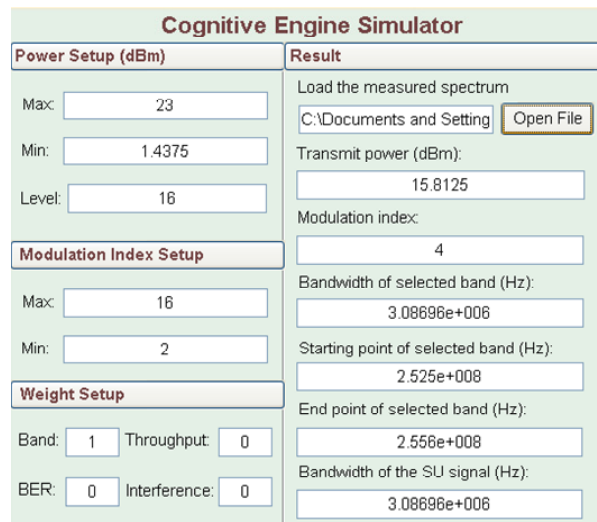 Cognitive Engine Simulator
Power Setup (dBm)
Max: 23
Min: 1.4375
Level: 16
Modulation Index Setup
Max: 16
Min: 2
Weight Setup
Band: 1 Throughput: 0
BER: 0 Interference: 0
Result
Load the measured spectrum
C:\Documents and Setting Open File
Transmit power (dBm):
15.8125
Modulation index:
4
Bandwidth of selected band (Hz):
3.08696e+006
Starting point of selected band (Hz):
2.525e+008
End point of selected band (Hz):
2.556e+008
Bandwidth of the SU signal (Hz):
3.08696e+006